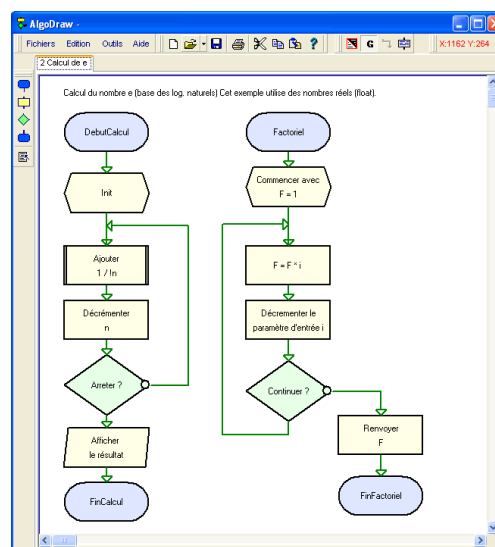 AlgoDraw -
Fichiers Edition Outils Aide
G
X:1162 Y:264
2 Calcul de e
Calcul du nombre e (base des log. naturels) Cet exemple utilise des nombres réels (float).
DebutCalcul
Init
Ajouter
1 / !n
Décrémenter
n
Arreter ?
Afficher
le résultat
FinCalcul
Factoriel
Commencer avec
F = 1
F = F * i
Décrementer le
paramètre d'entrée i
Continuer ?
Renvoyer
F
FinFactoriel